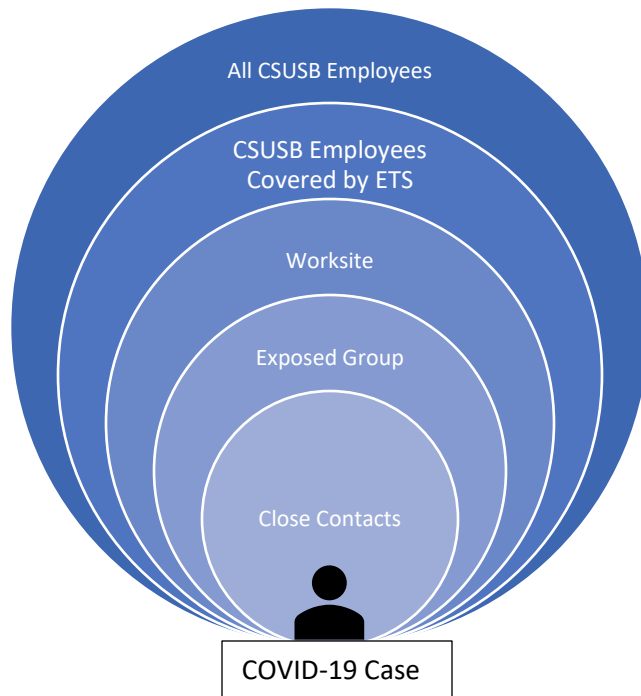 All CSUSB Employees
CSUSB Employees
Covered by ETS
Worksite
Exposed Group
Close Contacts
COVID-19 Case